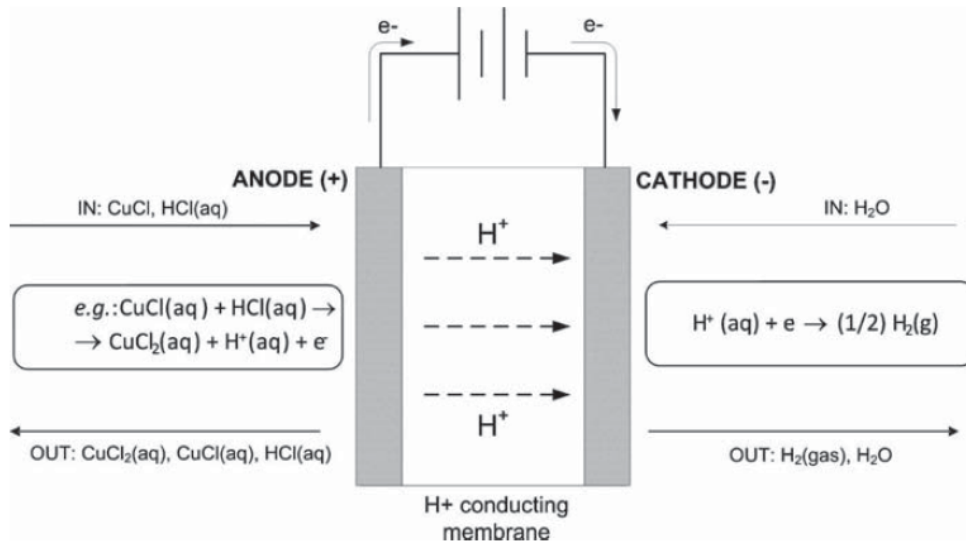 e-
e-
ANODE (+)
CATHODE (-)
IN: CuCl, HCl(aq)
IN: H₂O
H⁺
e.g.:CuCl(aq) + HCl(aq) →
→ CuCl₂(aq) + H⁺(aq) + e⁻
H⁺ (aq) + e → (1/2) H₂(g)
H⁺
OUT: CuCl₂(aq), CuCl(aq), HCl(aq)
OUT: H₂(gas), H₂O
H+ conducting
membrane